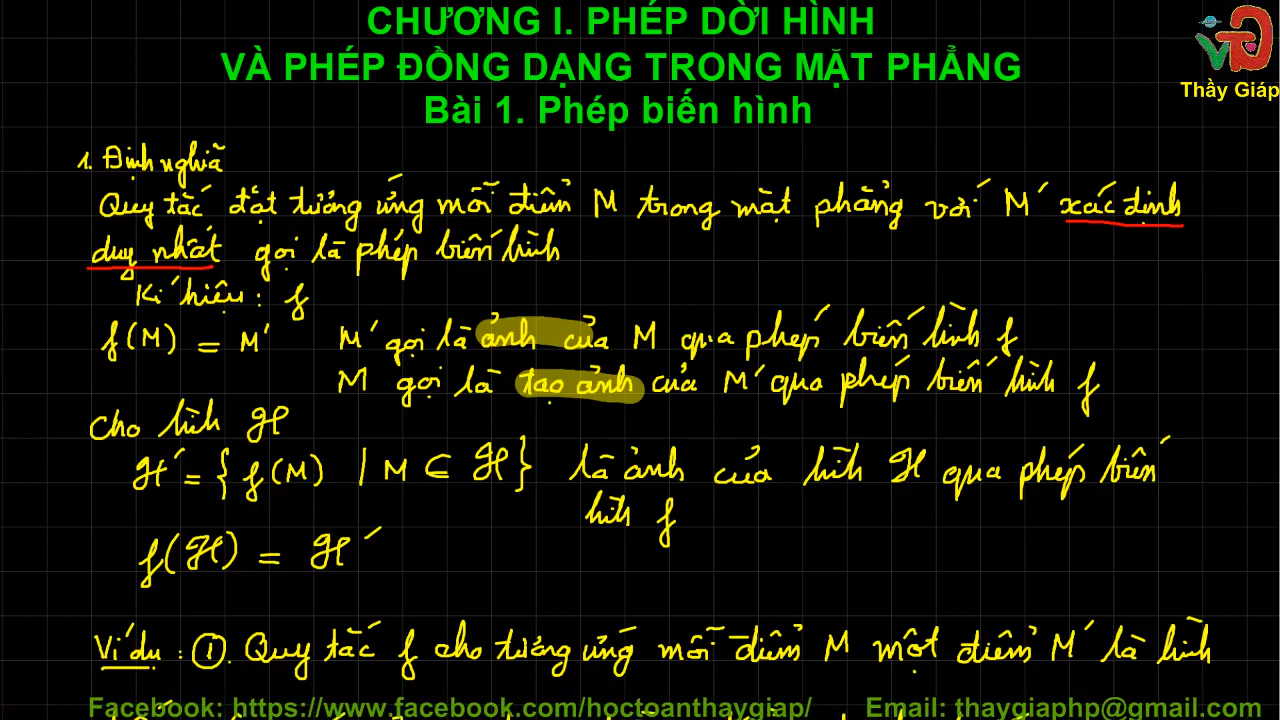 CHƯƠNG I. PHÉP DỜI HÌNH
VÀ PHÉP ĐỒNG DẠNG TRONG MẶT PHẲNG
Bài 1. Phép biến hình
Thầy Giáp
1. Định nghĩa
Quy tắc đặt tương ứng mỗi điểm M trong mặt phẳng với M' xác định
duy nhất gọi là phép biến hình
Kí hiệu : f
f(M) = M' M' gọi là ảnh của M qua phép biến hình f
M gọi là tạo ảnh của M' qua phép biến hình f
Cho hình ℋ
ℋ' = { f(M) | M ∈ ℋ } là ảnh của hình ℋ qua phép biến
hình f
f(ℋ) = ℋ'
Ví dụ : ①. Quy tắc f cho tương ứng mỗi điểm M một điểm M' là hình
Facebook: https://www.facebook.com/hoctoanthaygiap/ Email: thaygiaphp@gmail.com